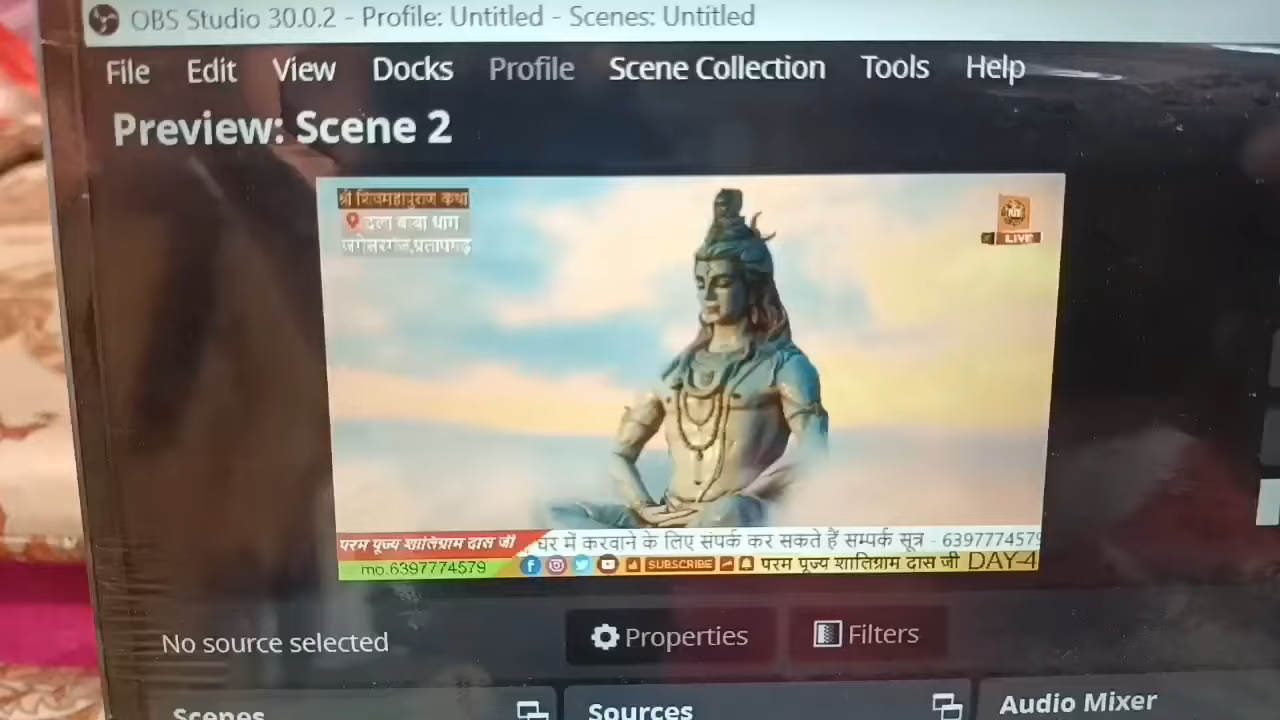 OBS Studio 30.0.2 - Profile: Untitled - Scenes: Untitled
File Edit View Docks Profile Scene Collection Tools Help
Preview: Scene 2
श्री शिवमहापुराण कथा
बाबा धाम
LIVE
परम पूज्य शालिग्राम दास जी
घर में करवाने के लिए संपर्क कर सकते हैं सम्पर्क सूत्र - 6397774579
mo.6397774579
SUBSCRIBE
परम पूज्य शालिग्राम दास जी DAY-4
No source selected
Properties
Filters
Scenes
Sources
Audio Mixer